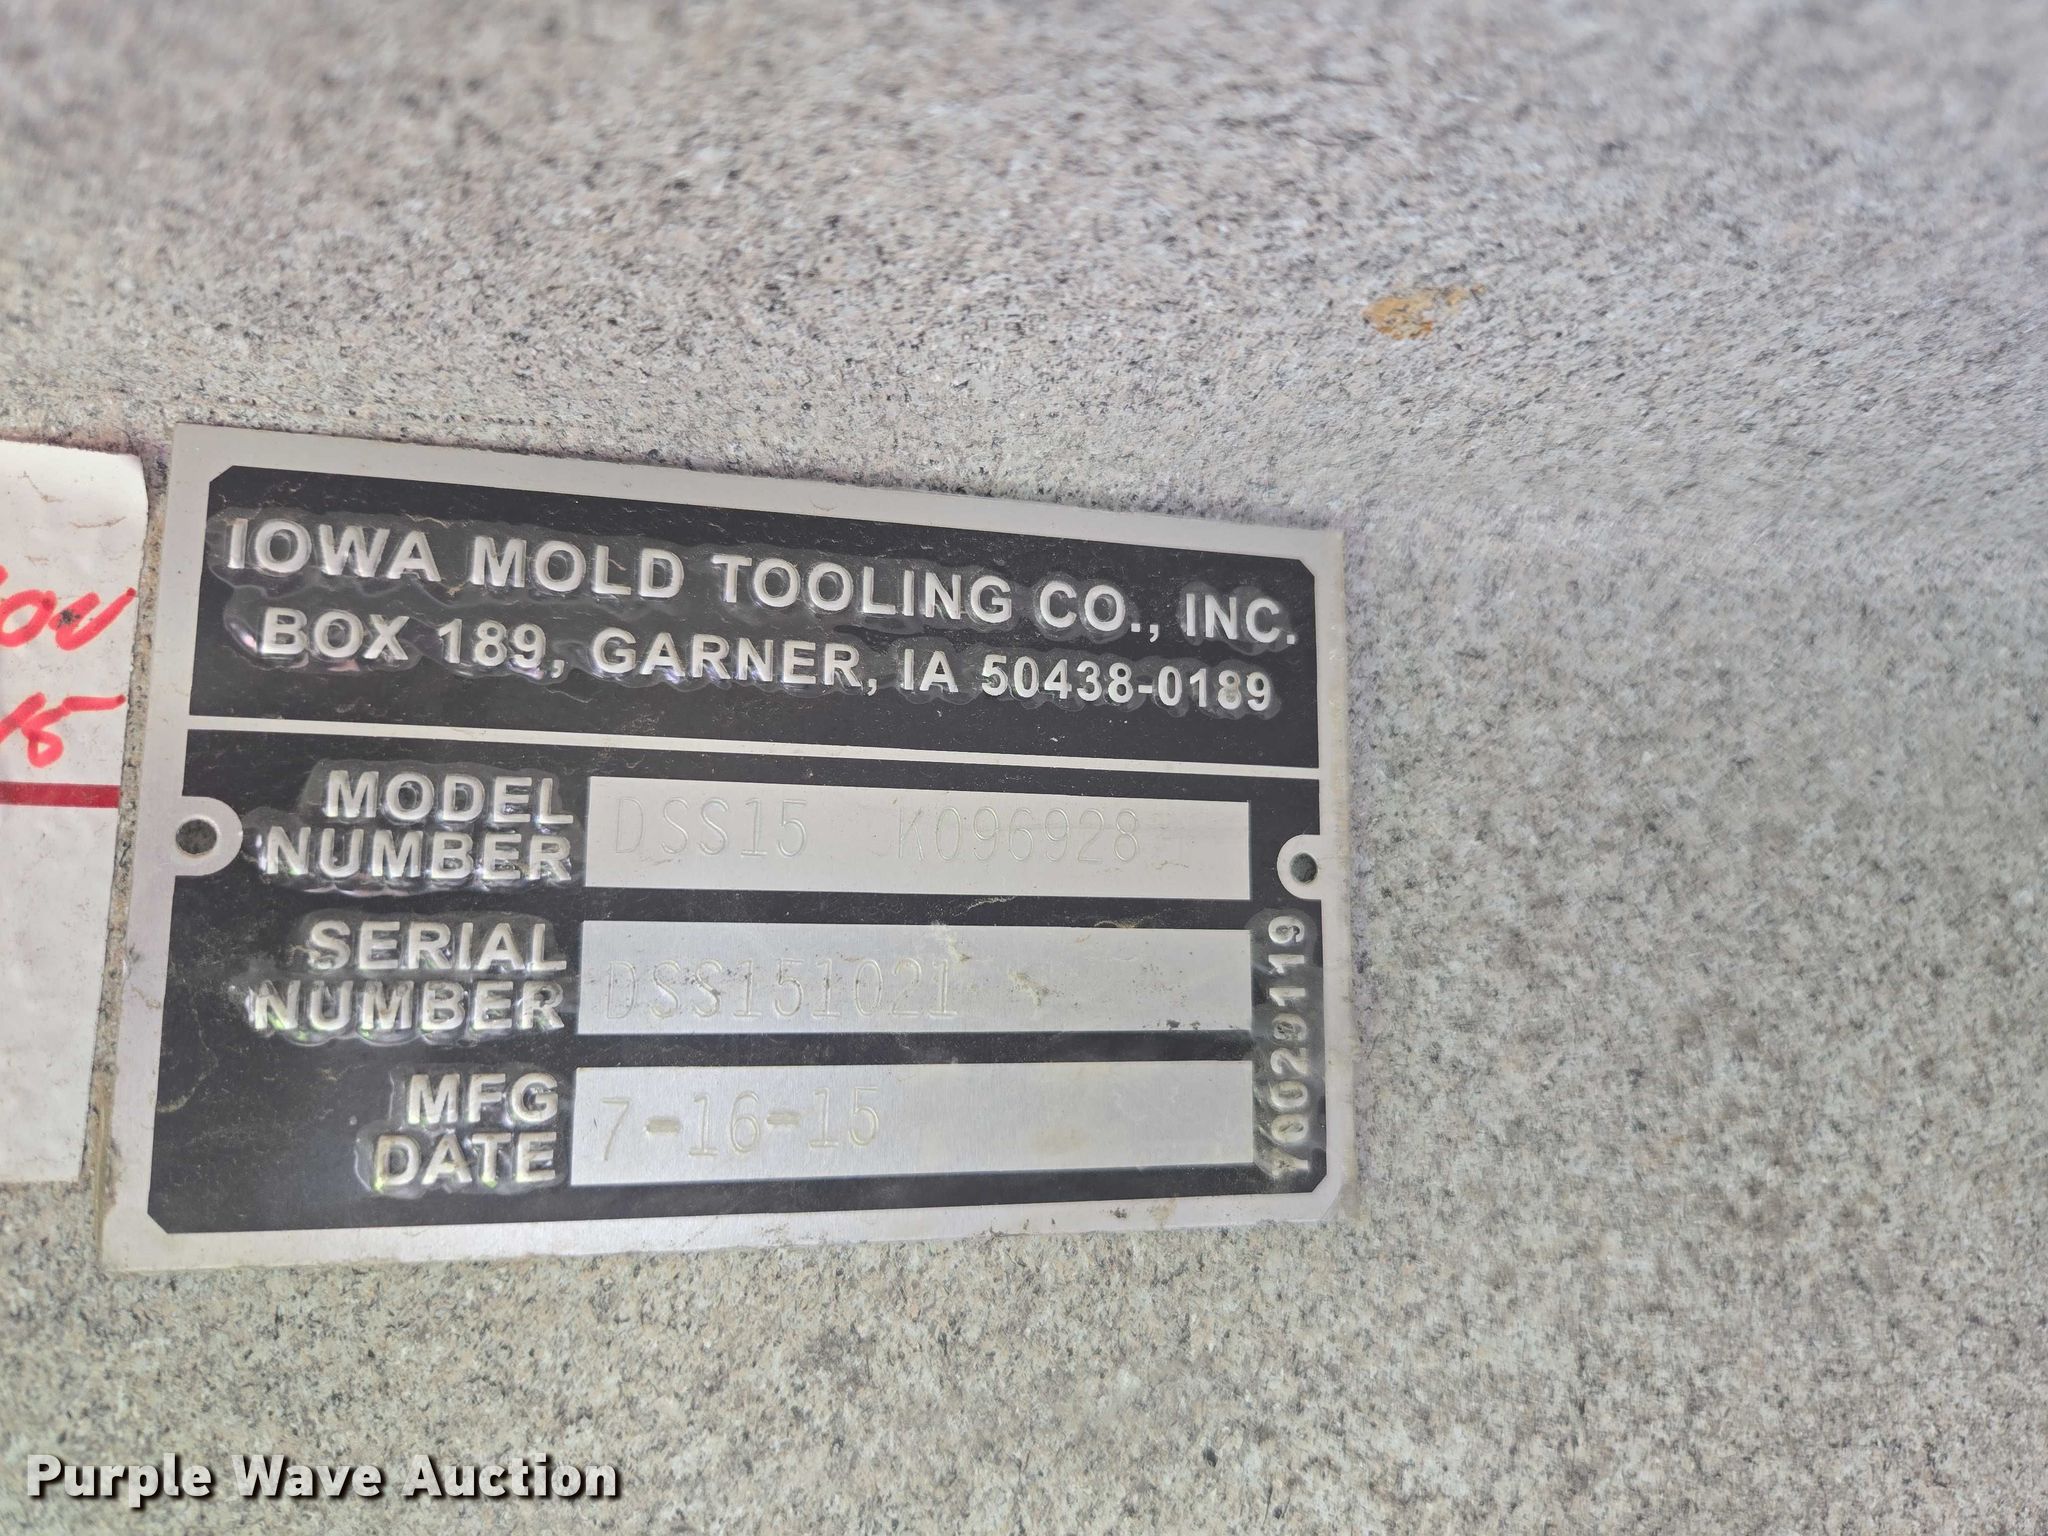 IOWA MOLD TOOLING CO., INC.
BOX 189, GARNER, IA 50438-0189
MODEL NUMBER DSS15 K096928
SERIAL NUMBER DSS151021
MFG DATE 7-16-15
70029119
15
Purple Wave Auction